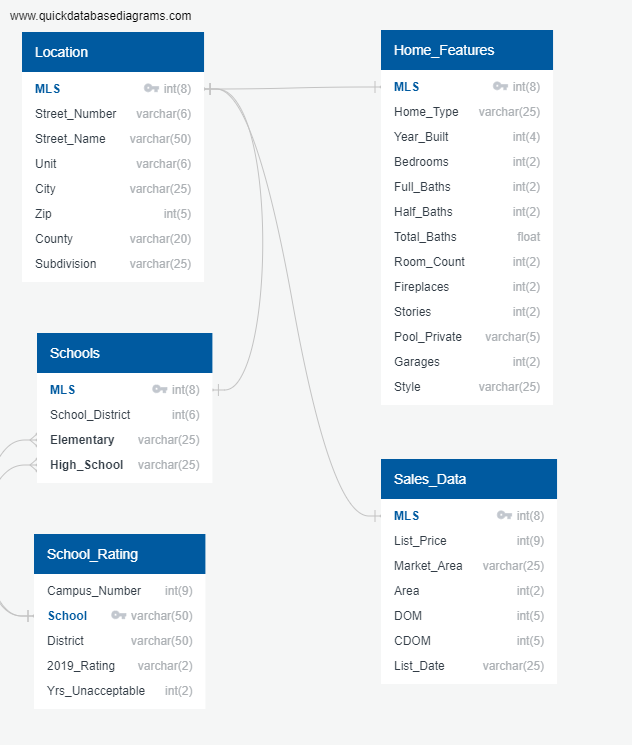 www.quickdatabasediagrams.com
Location
MLS int(8)
Street_Number varchar(6)
Street_Name varchar(50)
Unit varchar(6)
City varchar(25)
Zip int(5)
County varchar(20)
Subdivision varchar(25)
Home_Features
MLS int(8)
Home_Type varchar(25)
Year_Built int(4)
Bedrooms int(2)
Full_Baths int(2)
Half_Baths int(2)
Total_Baths float
Room_Count int(2)
Fireplaces int(2)
Stories int(2)
Pool_Private varchar(5)
Garages int(2)
Style varchar(25)
Schools
MLS int(8)
School_District int(6)
Elementary varchar(25)
High_School varchar(25)
Sales_Data
MLS int(8)
List_Price int(9)
Market_Area varchar(25)
Area int(2)
DOM int(5)
CDOM int(5)
List_Date varchar(25)
School_Rating
Campus_Number int(9)
School varchar(50)
District varchar(50)
2019_Rating varchar(2)
Yrs_Unacceptable int(2)